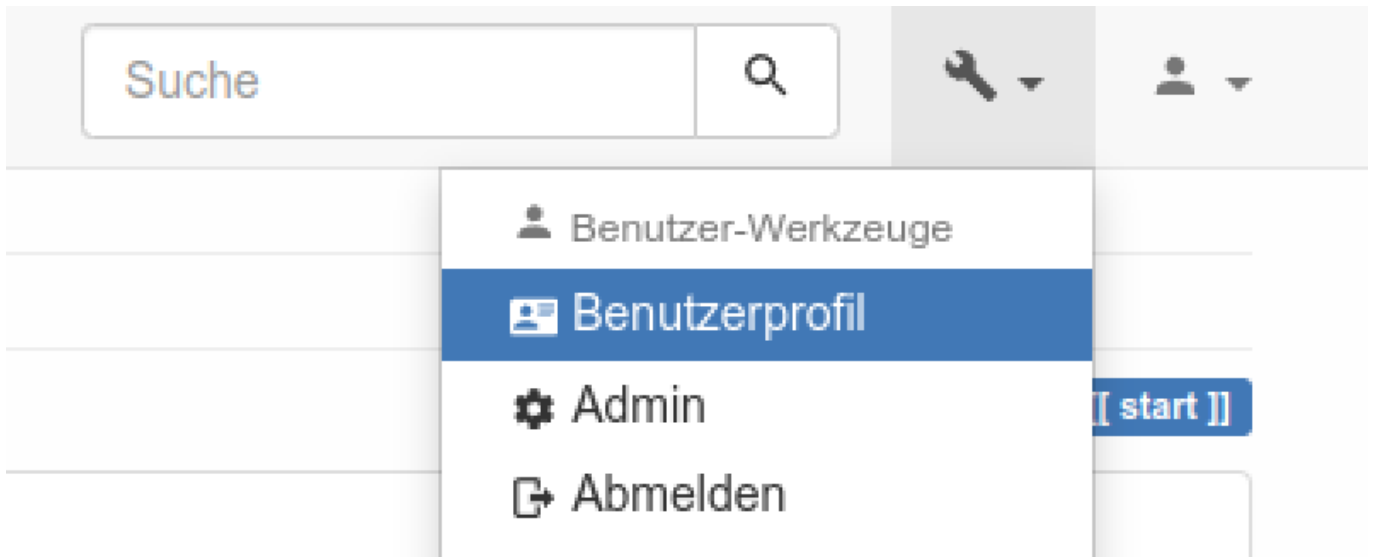 Suche
Benutzer-Werkzeuge
Benutzerprofil
Admin
[[ start ]]
Abmelden